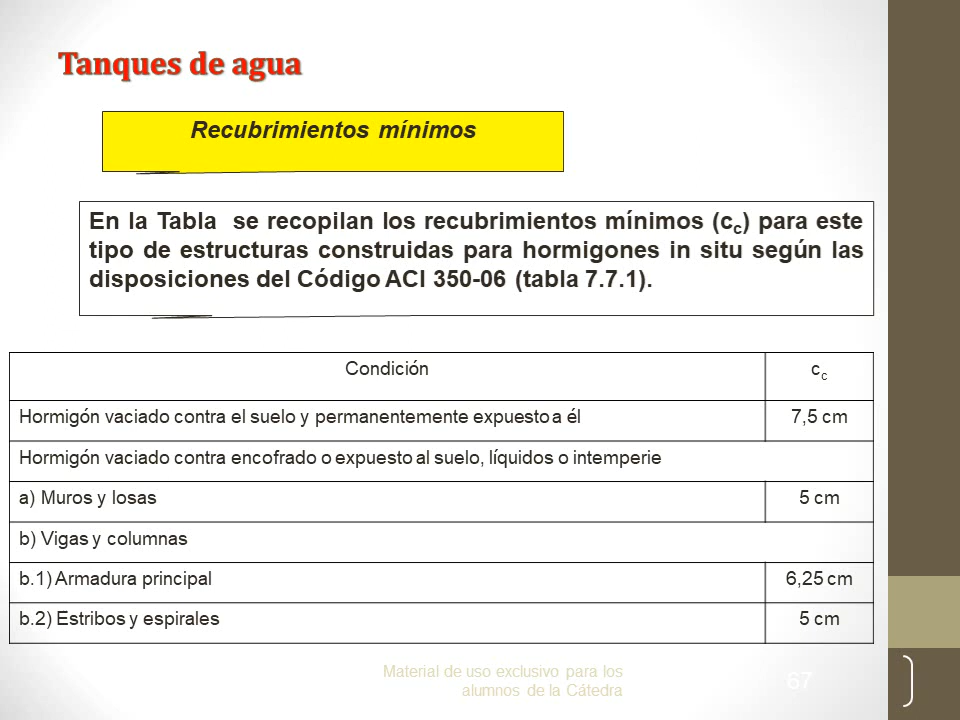 Tanques de agua
Recubrimientos mínimos
En la Tabla se recopilan los recubrimientos mínimos (cc) para este
tipo de estructuras construidas para hormigones in situ según las
disposiciones del Código ACI 350-06 (tabla 7.7.1).
Condición cc
Hormigón vaciado contra el suelo y permanentemente expuesto a él 7,5 cm
Hormigón vaciado contra encofrado o expuesto al suelo, líquidos o intemperie
a) Muros y losas 5 cm
b) Vigas y columnas
b.1) Armadura principal 6,25 cm
b.2) Estribos y espirales 5 cm
Material de uso exclusivo para los
alumnos de la Cátedra
67